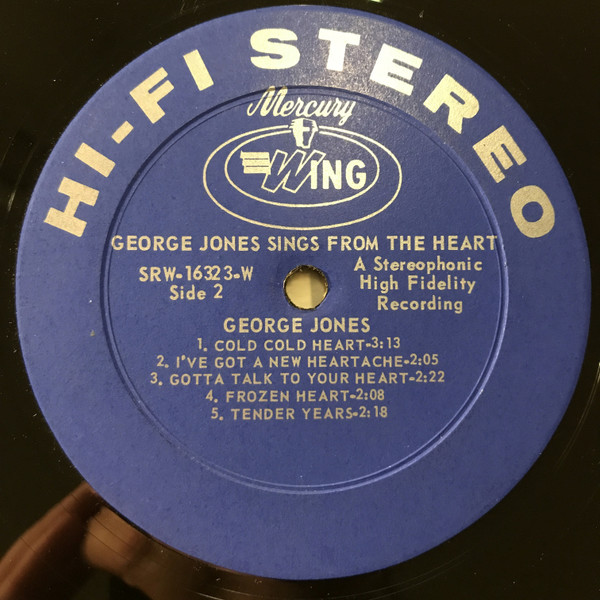 HI-FI STEREO
Mercury
WING
GEORGE JONES SINGS FROM THE HEART
SRW-16323-W
Side 2
A Stereophonic
High Fidelity
Recording
GEORGE JONES
1. COLD COLD HEART-3:13
2. I'VE GOT A NEW HEARTACHE-2:05
3. GOTTA TALK TO YOUR HEART-2:22
4. FROZEN HEART-2:08
5. TENDER YEARS-2:18